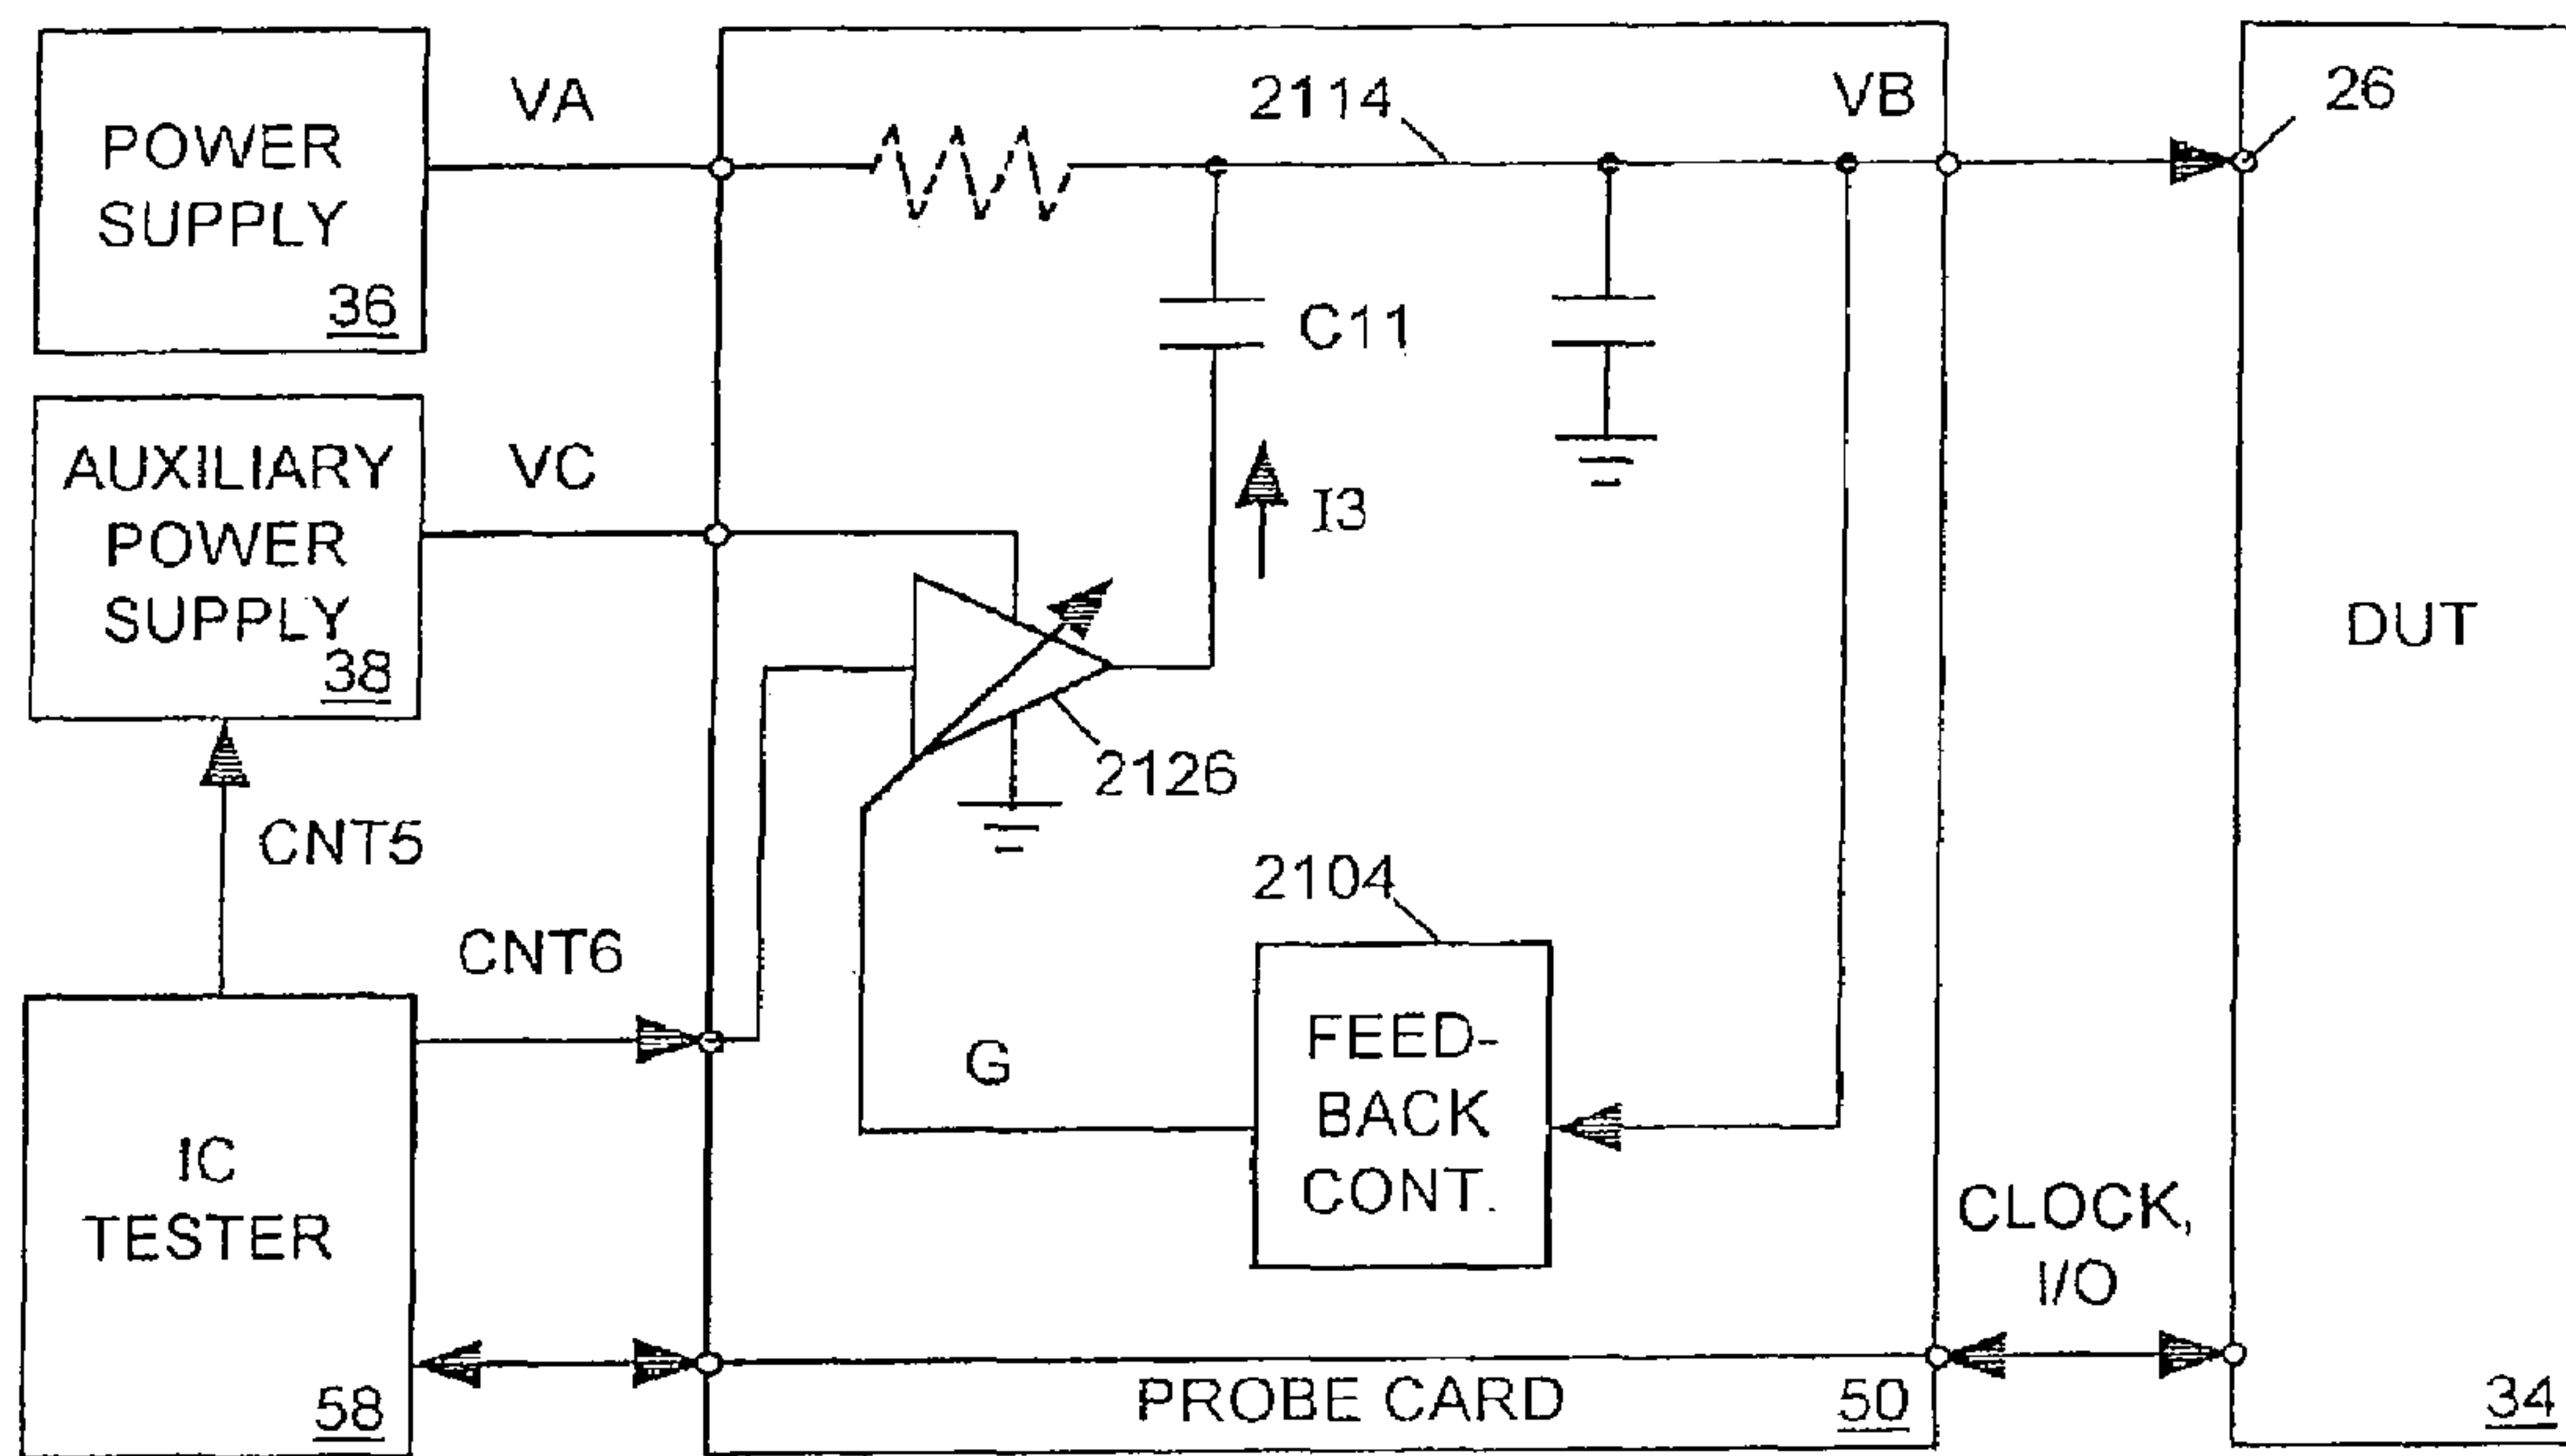 POWER
SUPPLY
36
VA
2114
VB
26
C11
AUXILIARY
POWER
SUPPLY
38
VC
I3
DUT
2126
CNT5
2104
CNT6
G
FEED-
BACK
CONT.
IC
TESTER
58
CLOCK,
I/O
PROBE CARD
50
34